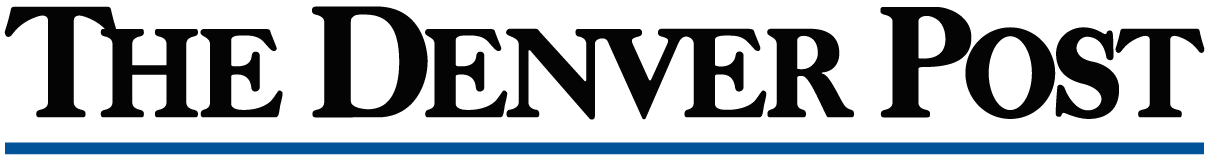 THE DENVER POST